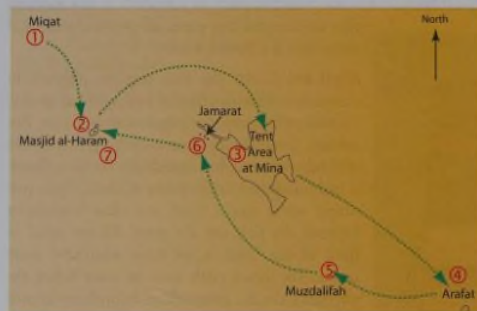 Miqat
①
North
②
Masjid al-Haram
⑦
Jamarat
⑥
③
Tent
Area
at Mina
⑤
Muzdalifah
④
Arafat